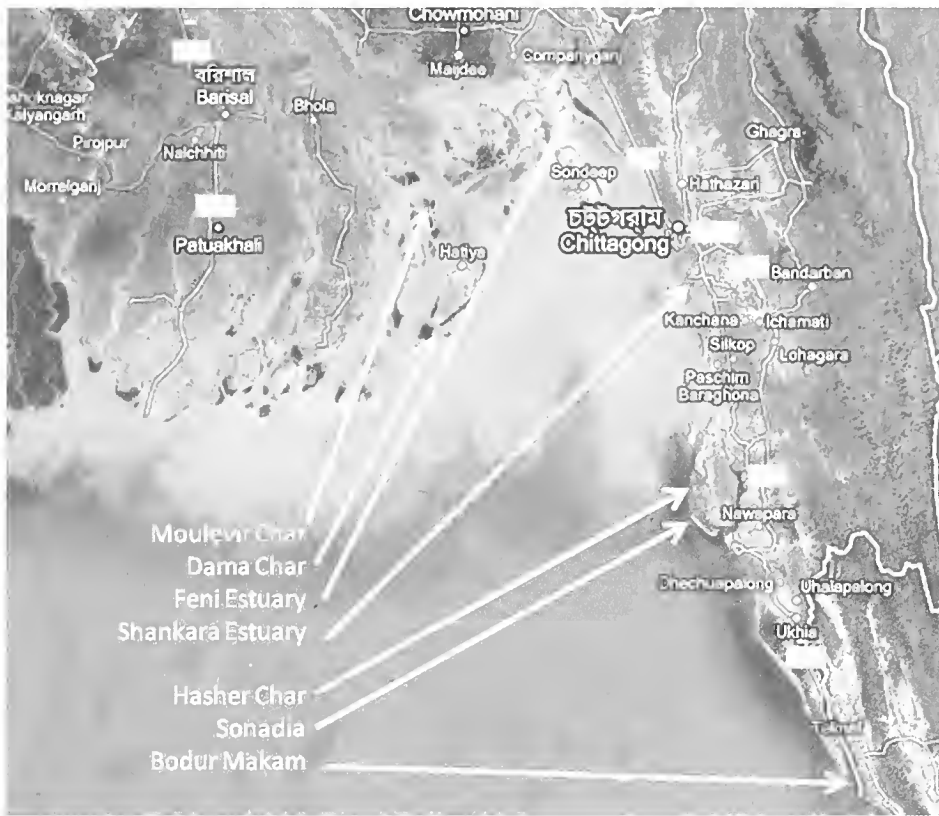 Chowmohani
Maijdee
Companyganj
বরিশাল
Barisal
Bhola
Pirojpur
Nalchhiti
Morrelganj
Ghagra
Sondeap
Hathazari
চট্টগ্রাম
Chittagong
Patuakhali
Hatiya
Bandarban
Kanchana
Ichamati
Silkop
Lohagara
Paschim
Baraghona
Moulevir Char
Dama Char
Feni Estuary
Shankara Estuary
Nawapara
Dhechuapalong
Uhalapalong
Ukhia
Hasher Char
Sonadia
Bodur Makam
Teknaf